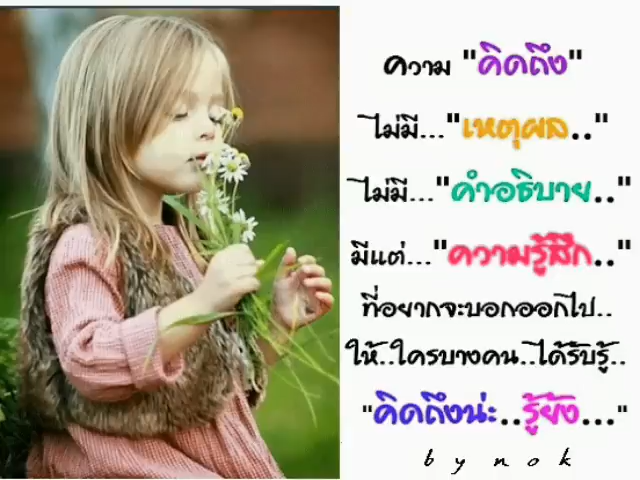 ความ "คิดถึง"
ไม่มี..."เหตุผล.."
ไม่มี..."คำอธิบาย.."
มีแต่..."ความรู้สึก.."
ที่อยากจะบอกออกไป..
ให้..ใครบางคน..ได้รับรู้..
"คิดถึงน่ะ..รู้ยัง..."
by nok